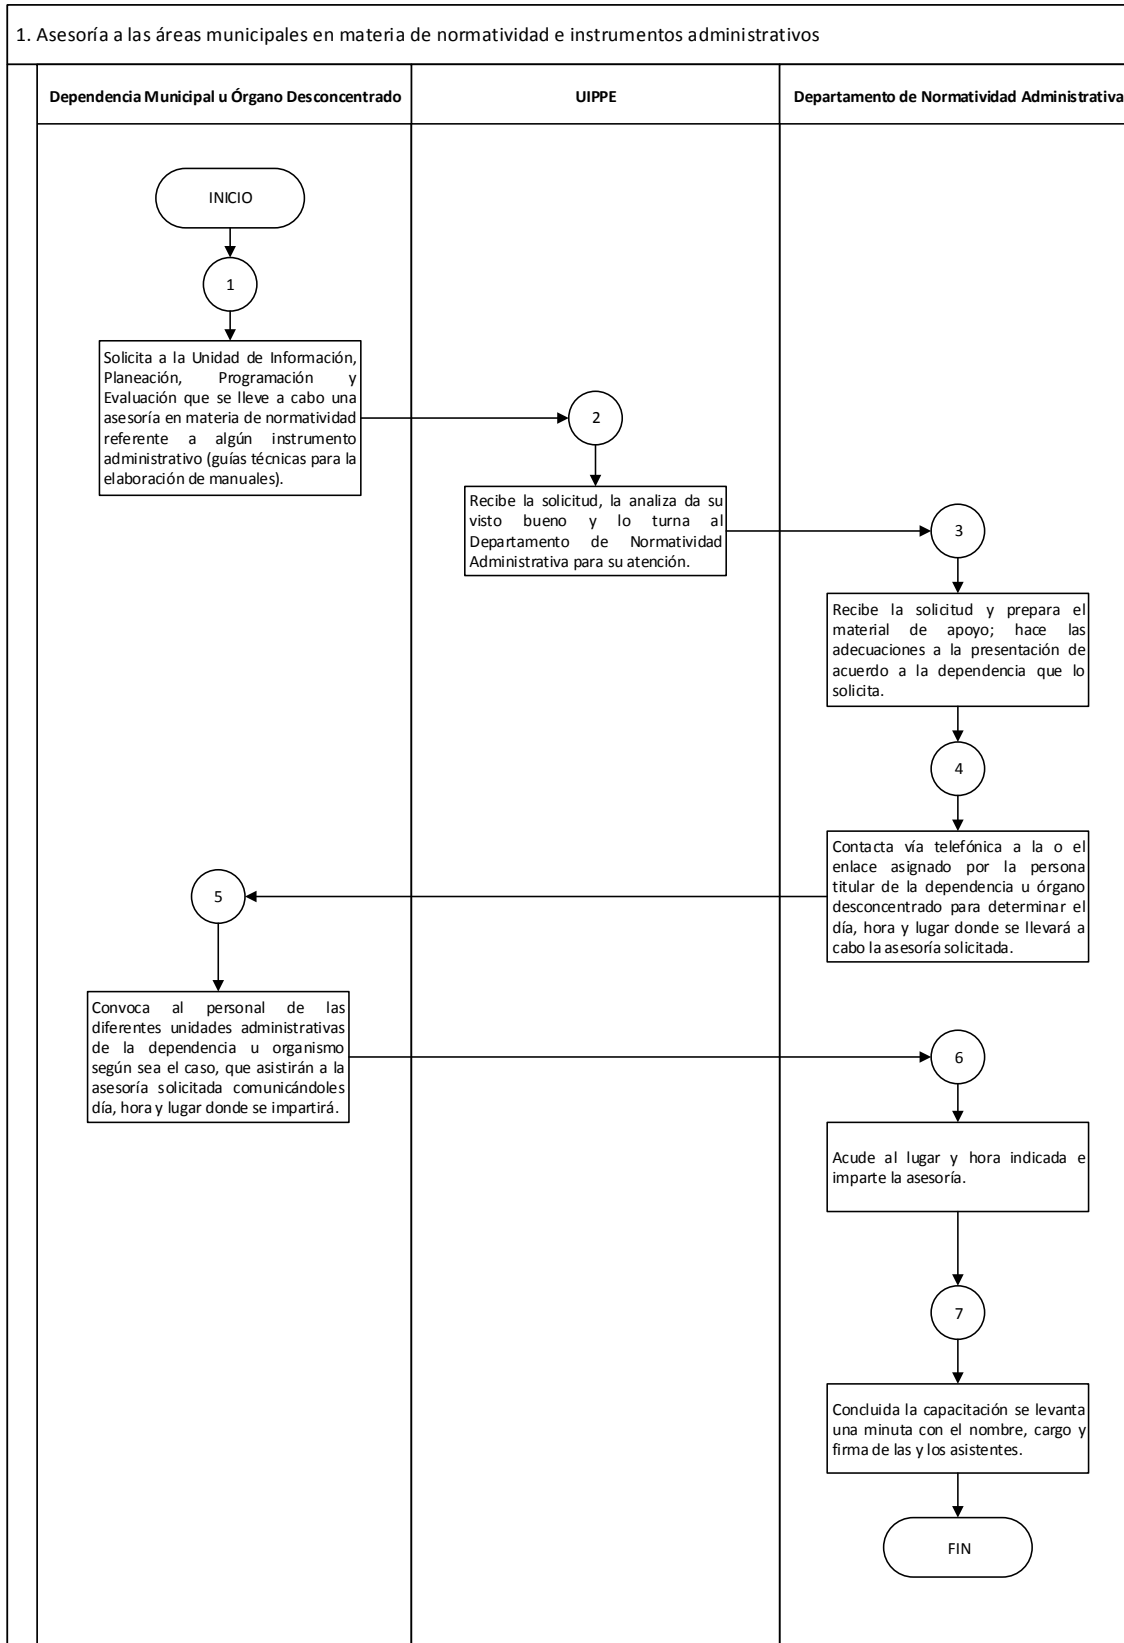 1. Asesoría a las áreas municipales en materia de normatividad e instrumentos administrativos
Dependencia Municipal u Órgano Desconcentrado
UIPPE
Departamento de Normatividad Administrativa
INICIO
1
Solicita a la Unidad de Información,
Planeación, Programación y
Evaluación que se lleve a cabo una
asesoría en materia de normatividad
referente a algún instrumento
administrativo (guías técnicas para la
elaboración de manuales).
2
Recibe la solicitud, la analiza da su
visto bueno y lo turna al
Departamento de Normatividad
Administrativa para su atención.
3
Recibe la solicitud y prepara el
material de apoyo; hace las
adecuaciones a la presentación de
acuerdo a la dependencia que lo
solicita.
4
Contacta vía telefónica a la o el
enlace asignado por la persona
titular de la dependencia u órgano
desconcentrado para determinar el
día, hora y lugar donde se llevará a
cabo la asesoría solicitada.
5
Convoca al personal de las
diferentes unidades administrativas
de la dependencia u organismo
según sea el caso, que asistirán a la
asesoría solicitada comunicándoles
día, hora y lugar donde se impartirá.
6
Acude al lugar y hora indicada e
imparte la asesoría.
7
Concluida la capacitación se levanta
una minuta con el nombre, cargo y
firma de las y los asistentes.
FIN